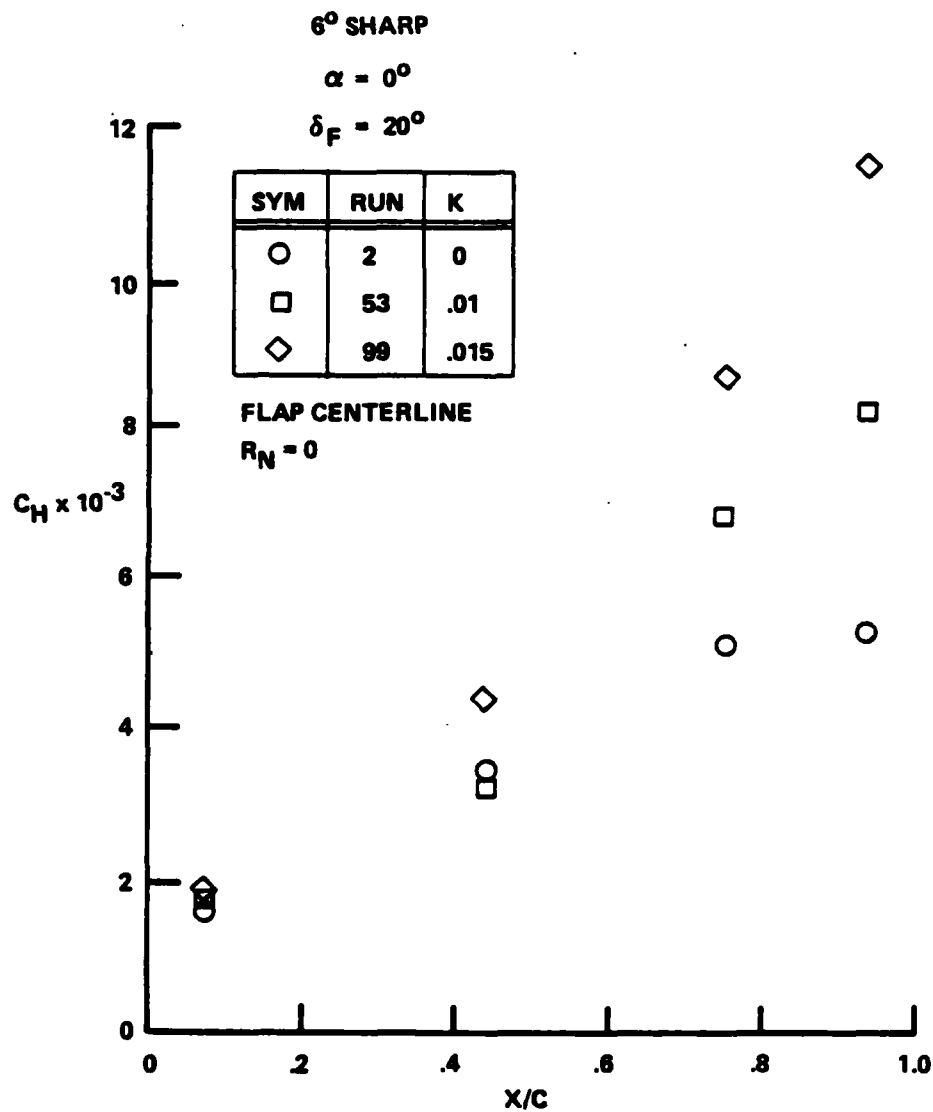 6° SHARP
α = 0°
δF = 20°
SYM RUN K
2 0
53 .01
99 .015
FLAP CENTERLINE
RN = 0
CH x 10-3
12
10
8
6
4
2
0
0 .2 .4 .6 .8 1.0
X/C